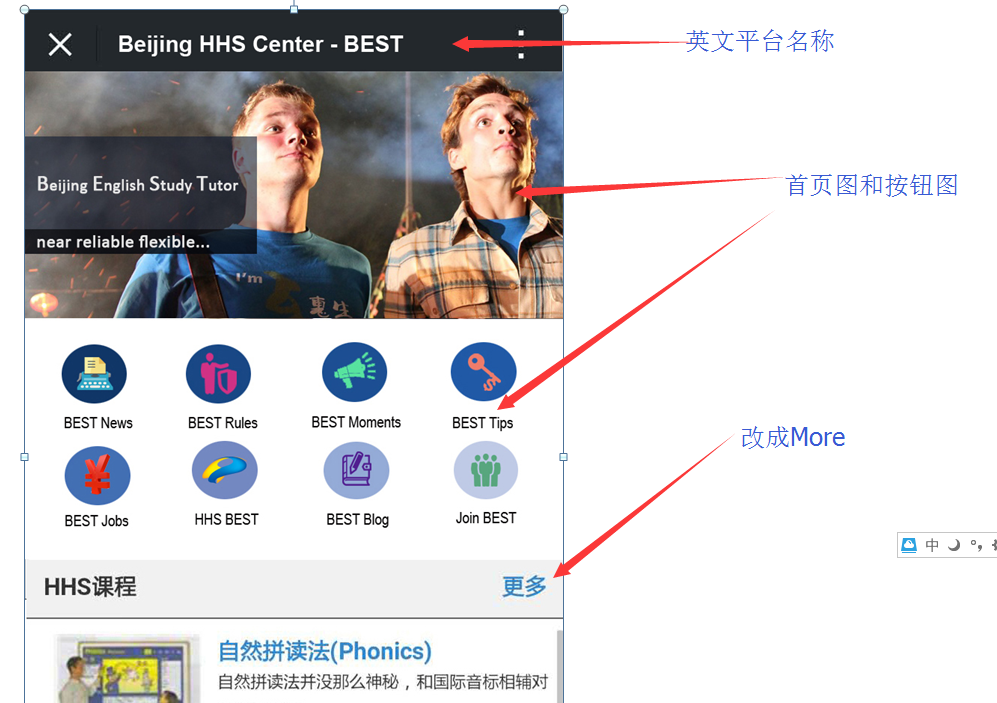 Beijing HHS Center - BEST
英文平台名称
Beijing English Study Tutor
near reliable flexible...
I'm
惠生
首页图和按钮图
BEST News
BEST Rules
BEST Moments
BEST Tips
改成More
BEST Jobs
HHS BEST
BEST Blog
Join BEST
中
HHS课程
更多
自然拼读法(Phonics)
自然拼读法并没那么神秘，和国际音标相辅对